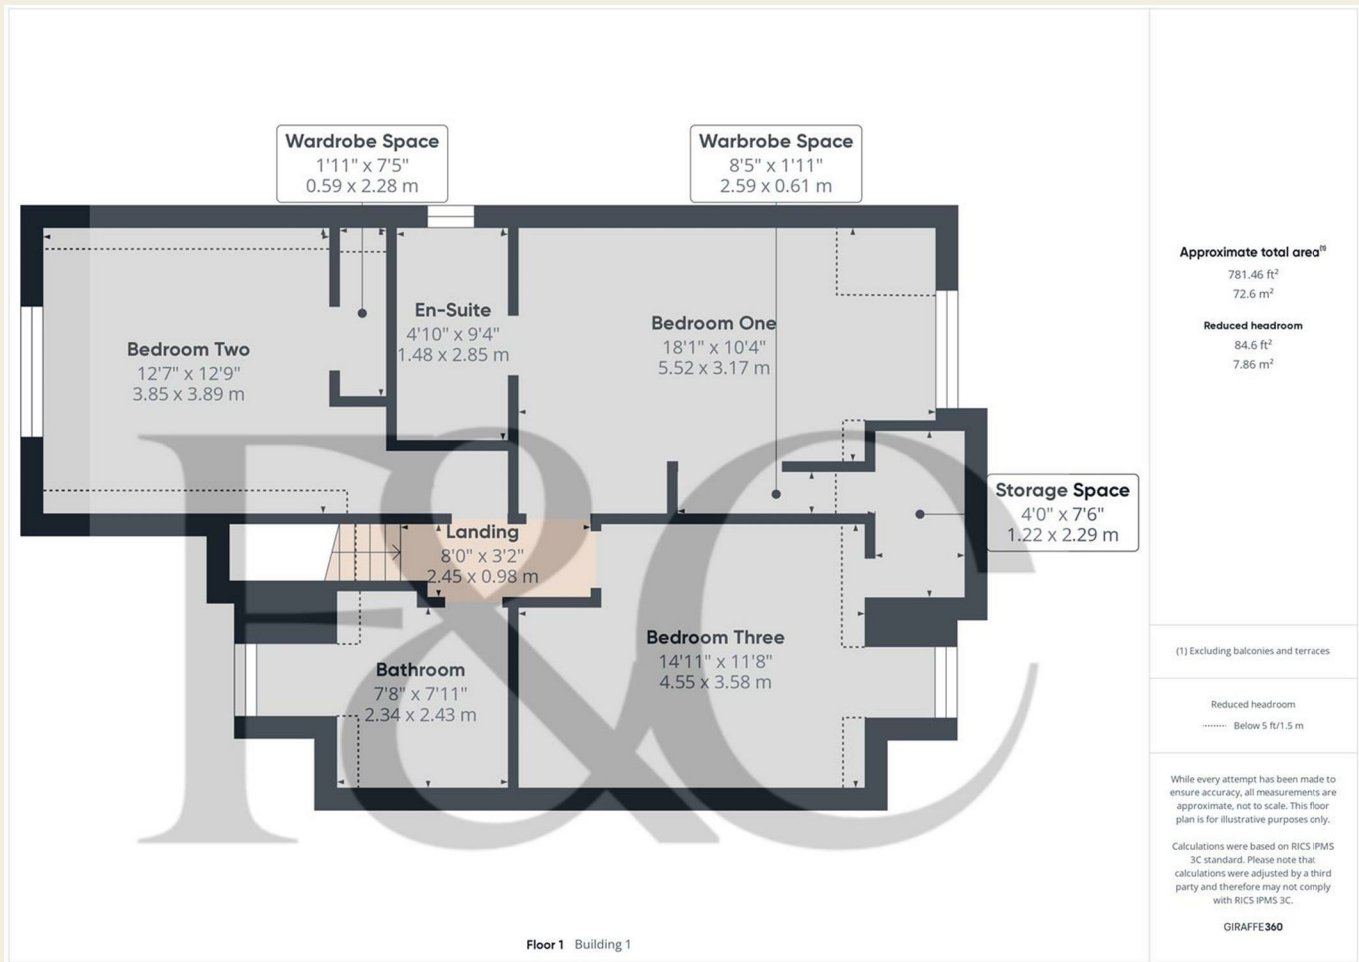 Wardrobe Space
1'11" x 7'5"
0.59 x 2.28 m
Warbrobe Space
8'5" x 1'11"
2.59 x 0.61 m
En-Suite
4'10" x 9'4"
1.48 x 2.85 m
Bedroom One
18'1" x 10'4"
5.52 x 3.17 m
Bedroom Two
12'7" x 12'9"
3.85 x 3.89 m
Storage Space
4'0" x 7'6"
1.22 x 2.29 m
Landing
8'0" x 3'2"
2.45 x 0.98 m
Bedroom Three
14'11" x 11'8"
4.55 x 3.58 m
Bathroom
7'8" x 7'11"
2.34 x 2.43 m
F&C
Floor 1 Building 1
Approximate total area(1)
781.46 ft²
72.6 m²
Reduced headroom
84.6 ft²
7.86 m²
(1) Excluding balconies and terraces
Reduced headroom
Below 5 ft/1.5 m
While every attempt has been made to
ensure accuracy, all measurements are
approximate, not to scale. This floor
plan is for illustrative purposes only.
Calculations were based on RICS IPMS
3C standard. Please note that
calculations were adjusted by a third
party and therefore may not comply
with RICS IPMS 3C.
GIRAFFE360